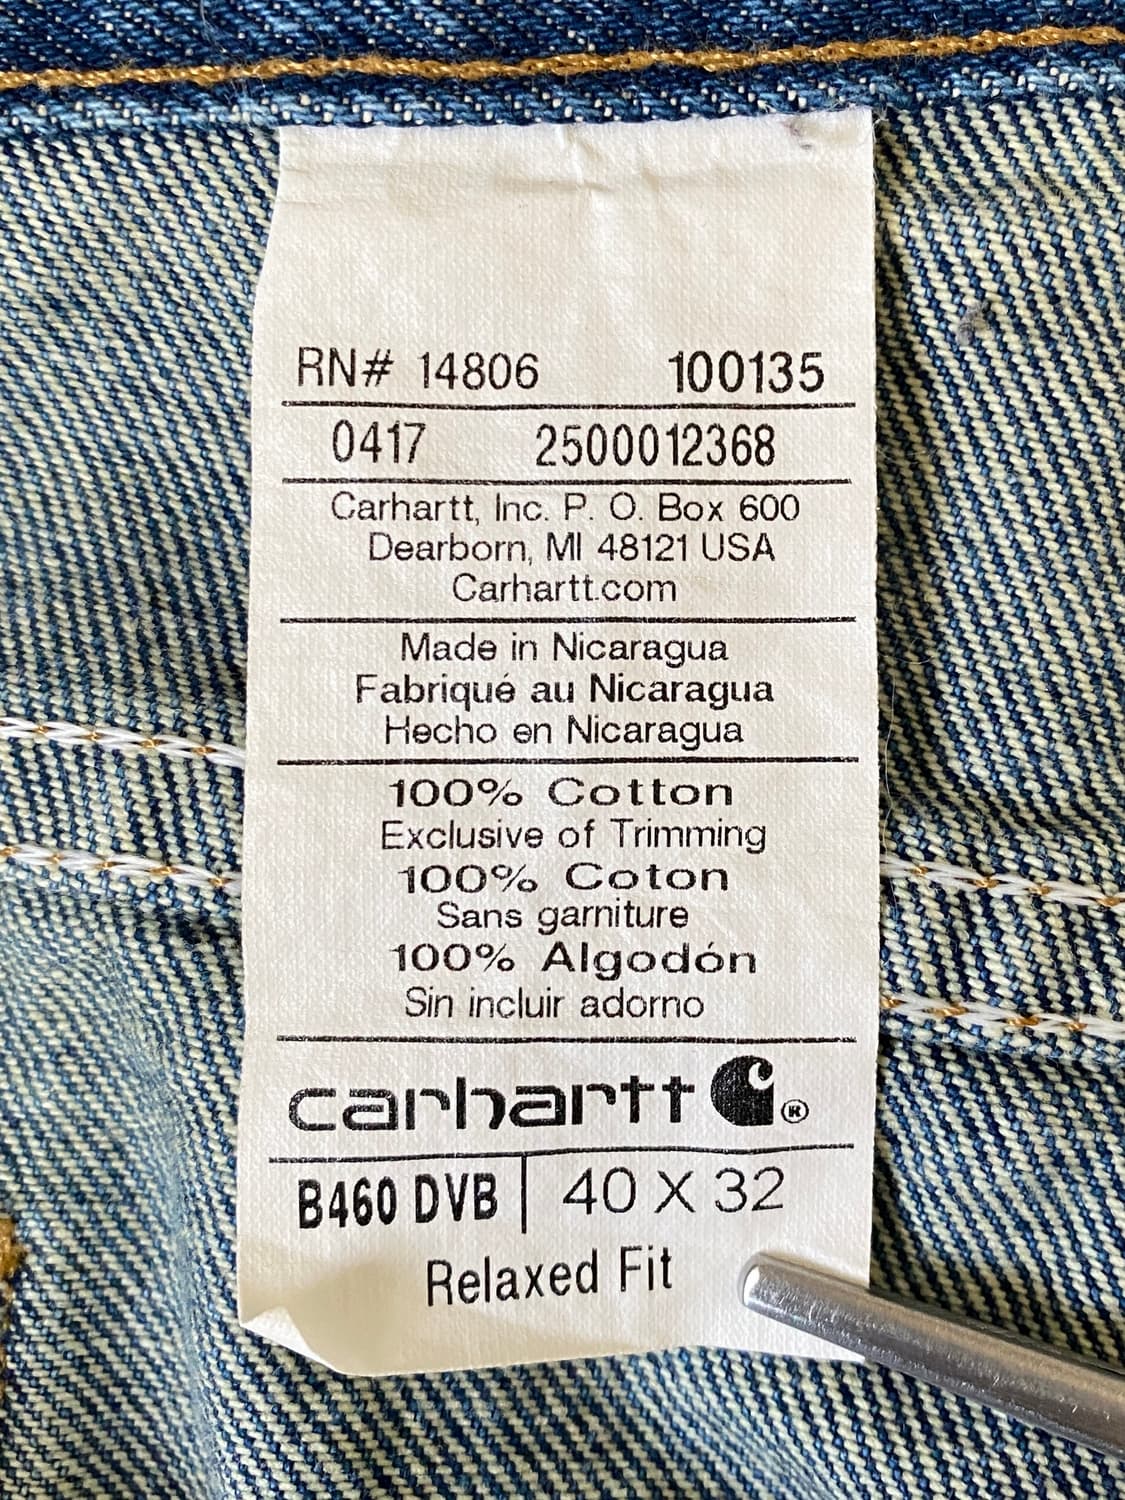 RN# 14806 100135
0417 2500012368
Carhartt, Inc. P. O. Box 600
Dearborn, MI 48121 USA
Carhartt.com
Made in Nicaragua
Fabriqué au Nicaragua
Hecho en Nicaragua
100% Cotton
Exclusive of Trimming
100% Coton
Sans garniture
100% Algodón
Sin incluir adorno
carhartt ®
B460 DVB | 40 X 32
Relaxed Fit